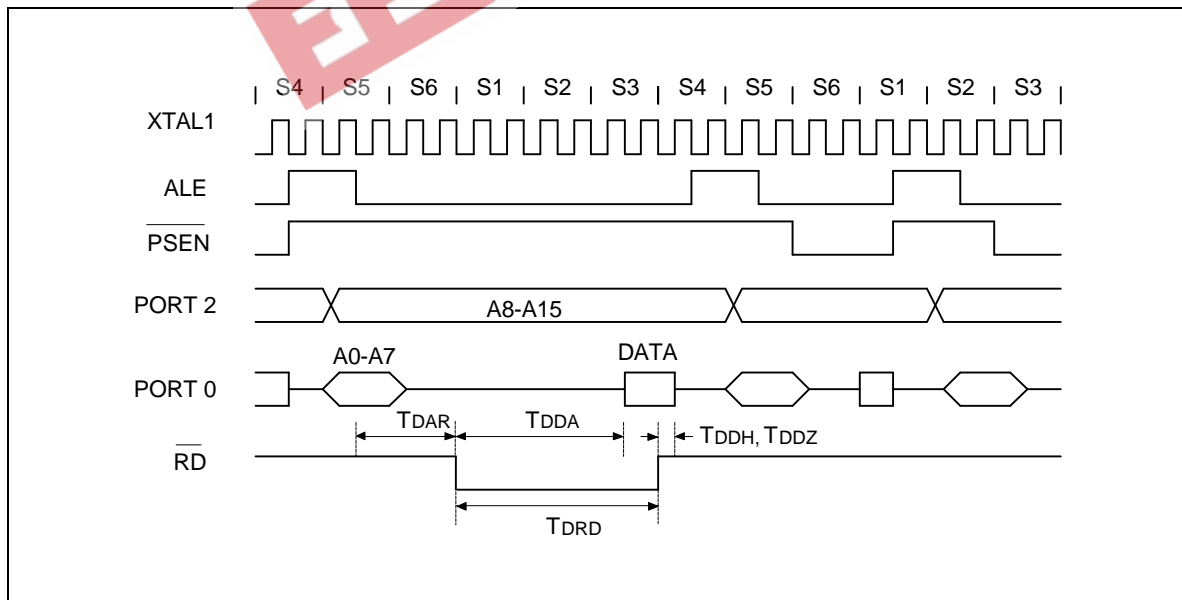 S4 S5 S6 S1 S2 S3 S4 S5 S6 S1 S2 S3
XTAL1
ALE
PSEN
PORT 2
A8-A15
A0-A7
DATA
PORT 0
TDAR
TDDA
TDDH, TDDZ
RD
TDRD